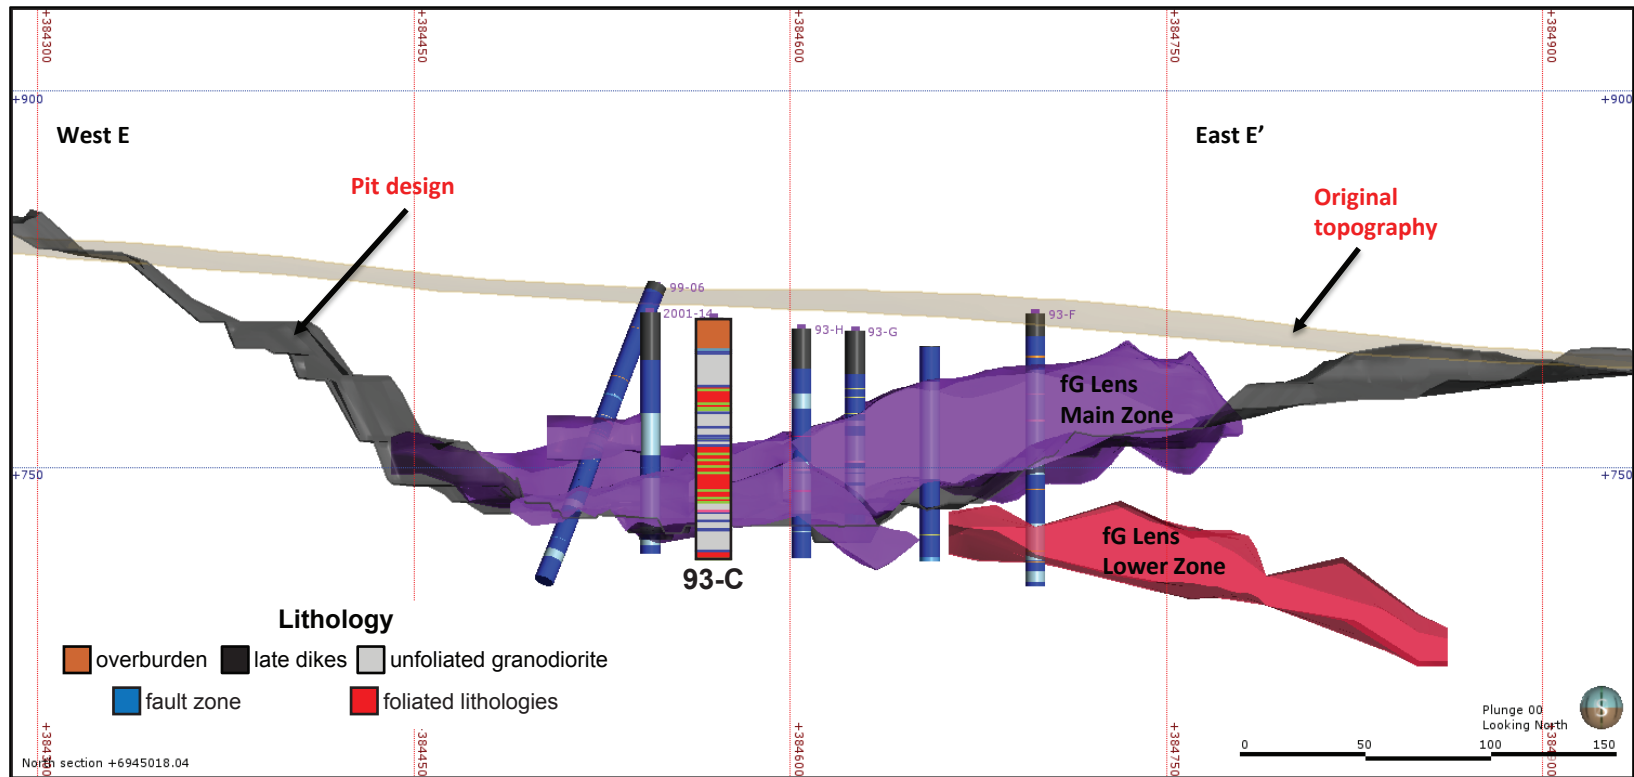 +384300
+384450
+384600
+384750
+384900
+900
+900
West E
East E’
Pit design
Original
topography
99-06
2001-14
93-H
93-G
93-F
fG Lens
Main Zone
+750
+750
fG Lens
Lower Zone
93-C
Lithology
overburden
late dikes
unfoliated granodiorite
fault zone
foliated lithologies
Plunge 00
Looking North
S
0 50 100 150
+384300
384450
+384600
+384750
+384900
North section +6945018.04